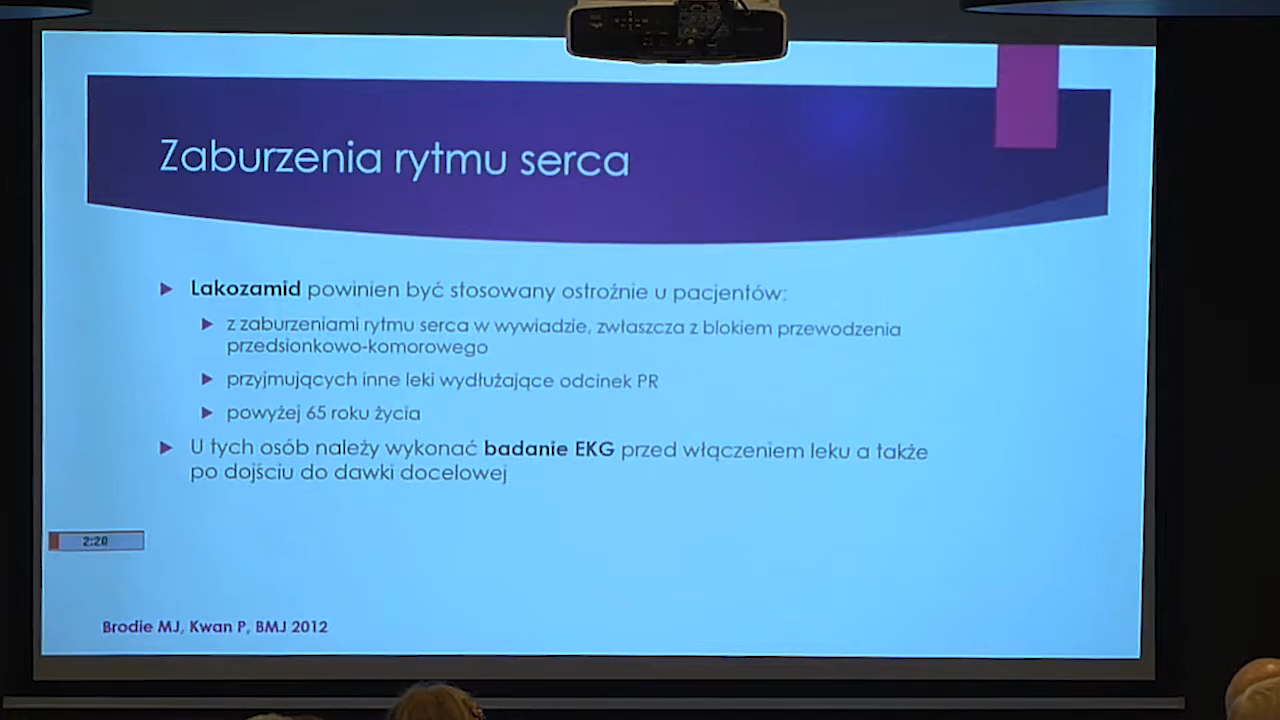 Zaburzenia rytmu serca
Lakozamid powinien być stosowany ostrożnie u pacjentów:
z zaburzeniami rytmu serca w wywiadzie, zwłaszcza z blokiem przewodzenia
przedsionkowo-komorowego
przyjmujących inne leki wydłużające odcinek PR
powyżej 65 roku życia
U tych osób należy wykonać badanie EKG przed włączeniem leku a także
po dojściu do dawki docelowej
2:20
Brodie MJ, Kwan P, BMJ 2012